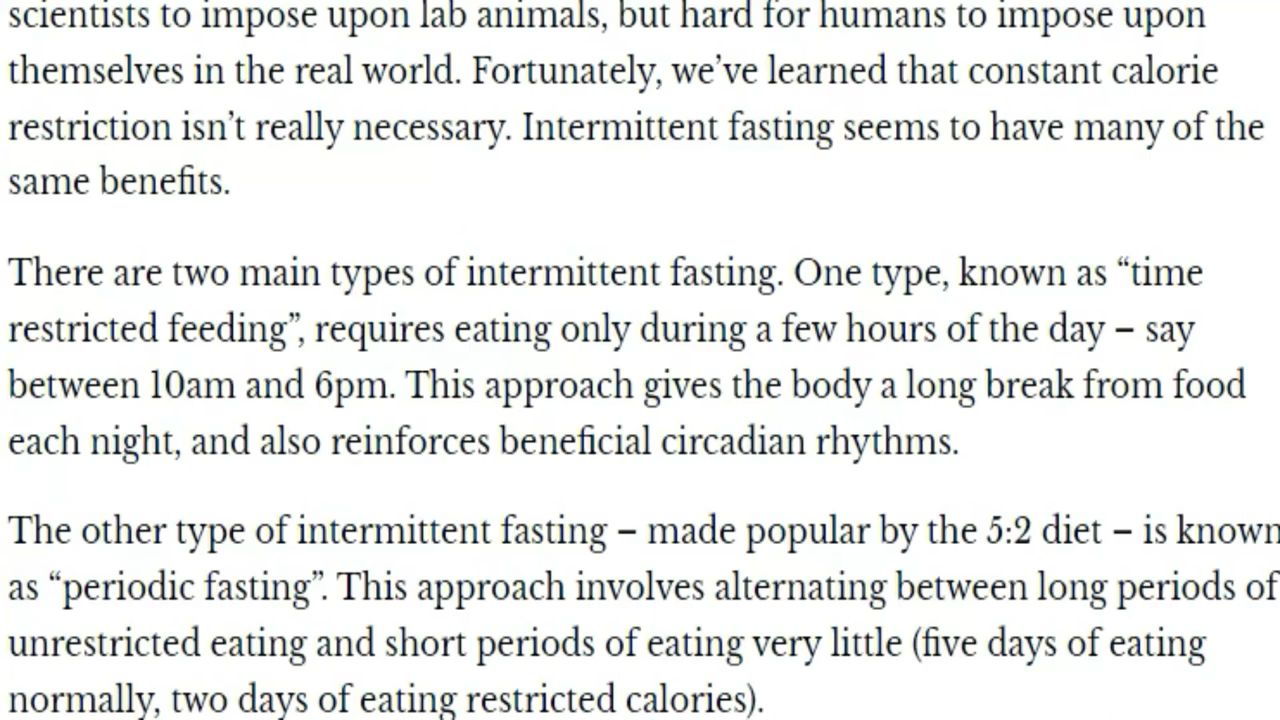 scientists to impose upon lab animals, but hard for humans to impose upon
themselves in the real world. Fortunately, we’ve learned that constant calorie
restriction isn’t really necessary. Intermittent fasting seems to have many of the
same benefits.
There are two main types of intermittent fasting. One type, known as “time
restricted feeding”, requires eating only during a few hours of the day – say
between 10am and 6pm. This approach gives the body a long break from food
each night, and also reinforces beneficial circadian rhythms.
The other type of intermittent fasting – made popular by the 5:2 diet – is known
as “periodic fasting”. This approach involves alternating between long periods of
unrestricted eating and short periods of eating very little (five days of eating
normally, two days of eating restricted calories).